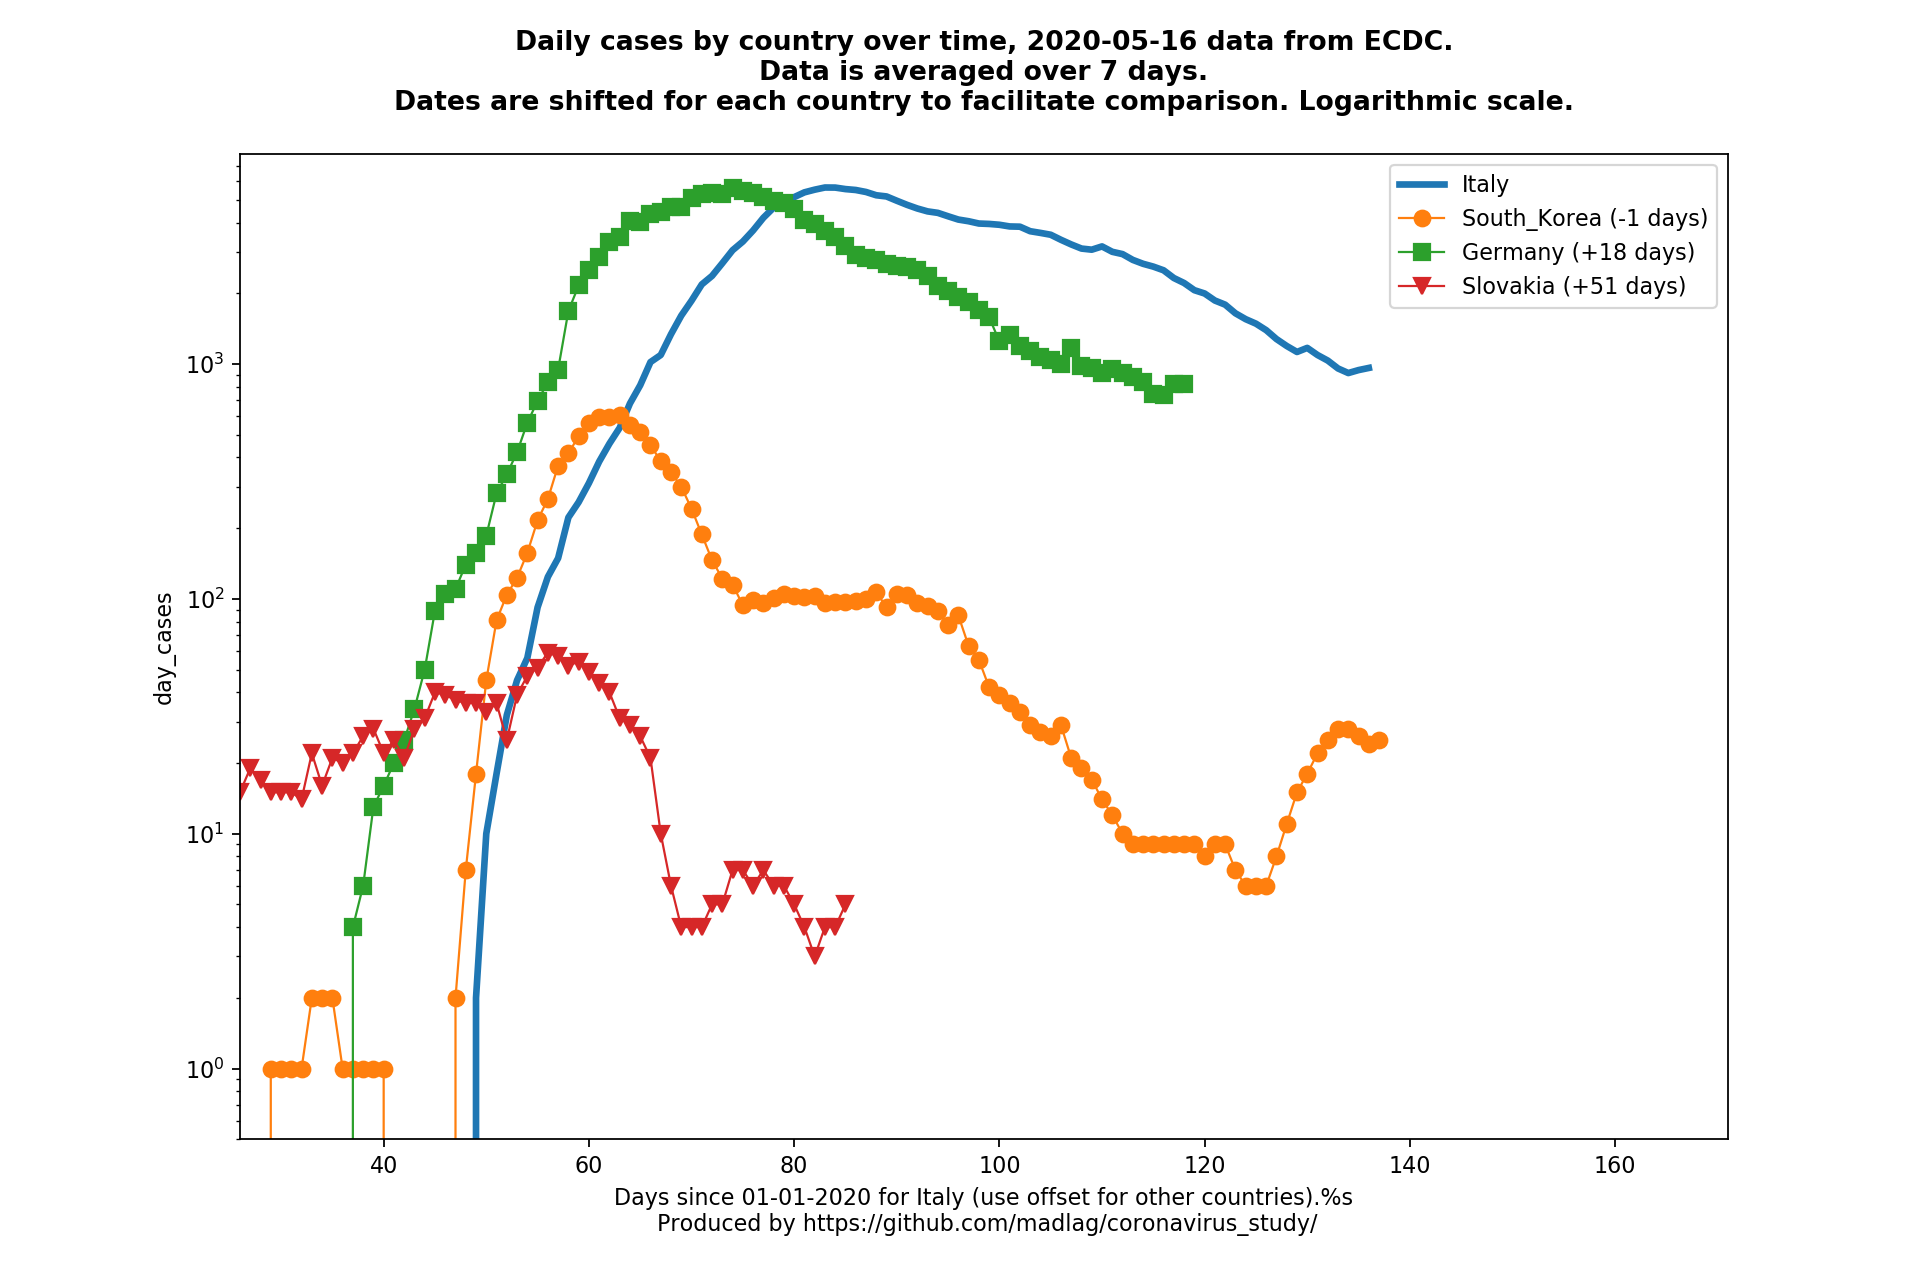 Daily cases by country over time, 2020-05-16 data from ECDC.
Data is averaged over 7 days.
Dates are shifted for each country to facilitate comparison. Logarithmic scale.
Italy
South_Korea (-1 days)
Germany (+18 days)
Slovakia (+51 days)
day_cases
10³
10²
10¹
10⁰
40 60 80 100 120 140 160
Days since 01-01-2020 for Italy (use offset for other countries).%s
Produced by https://github.com/madlag/coronavirus_study/